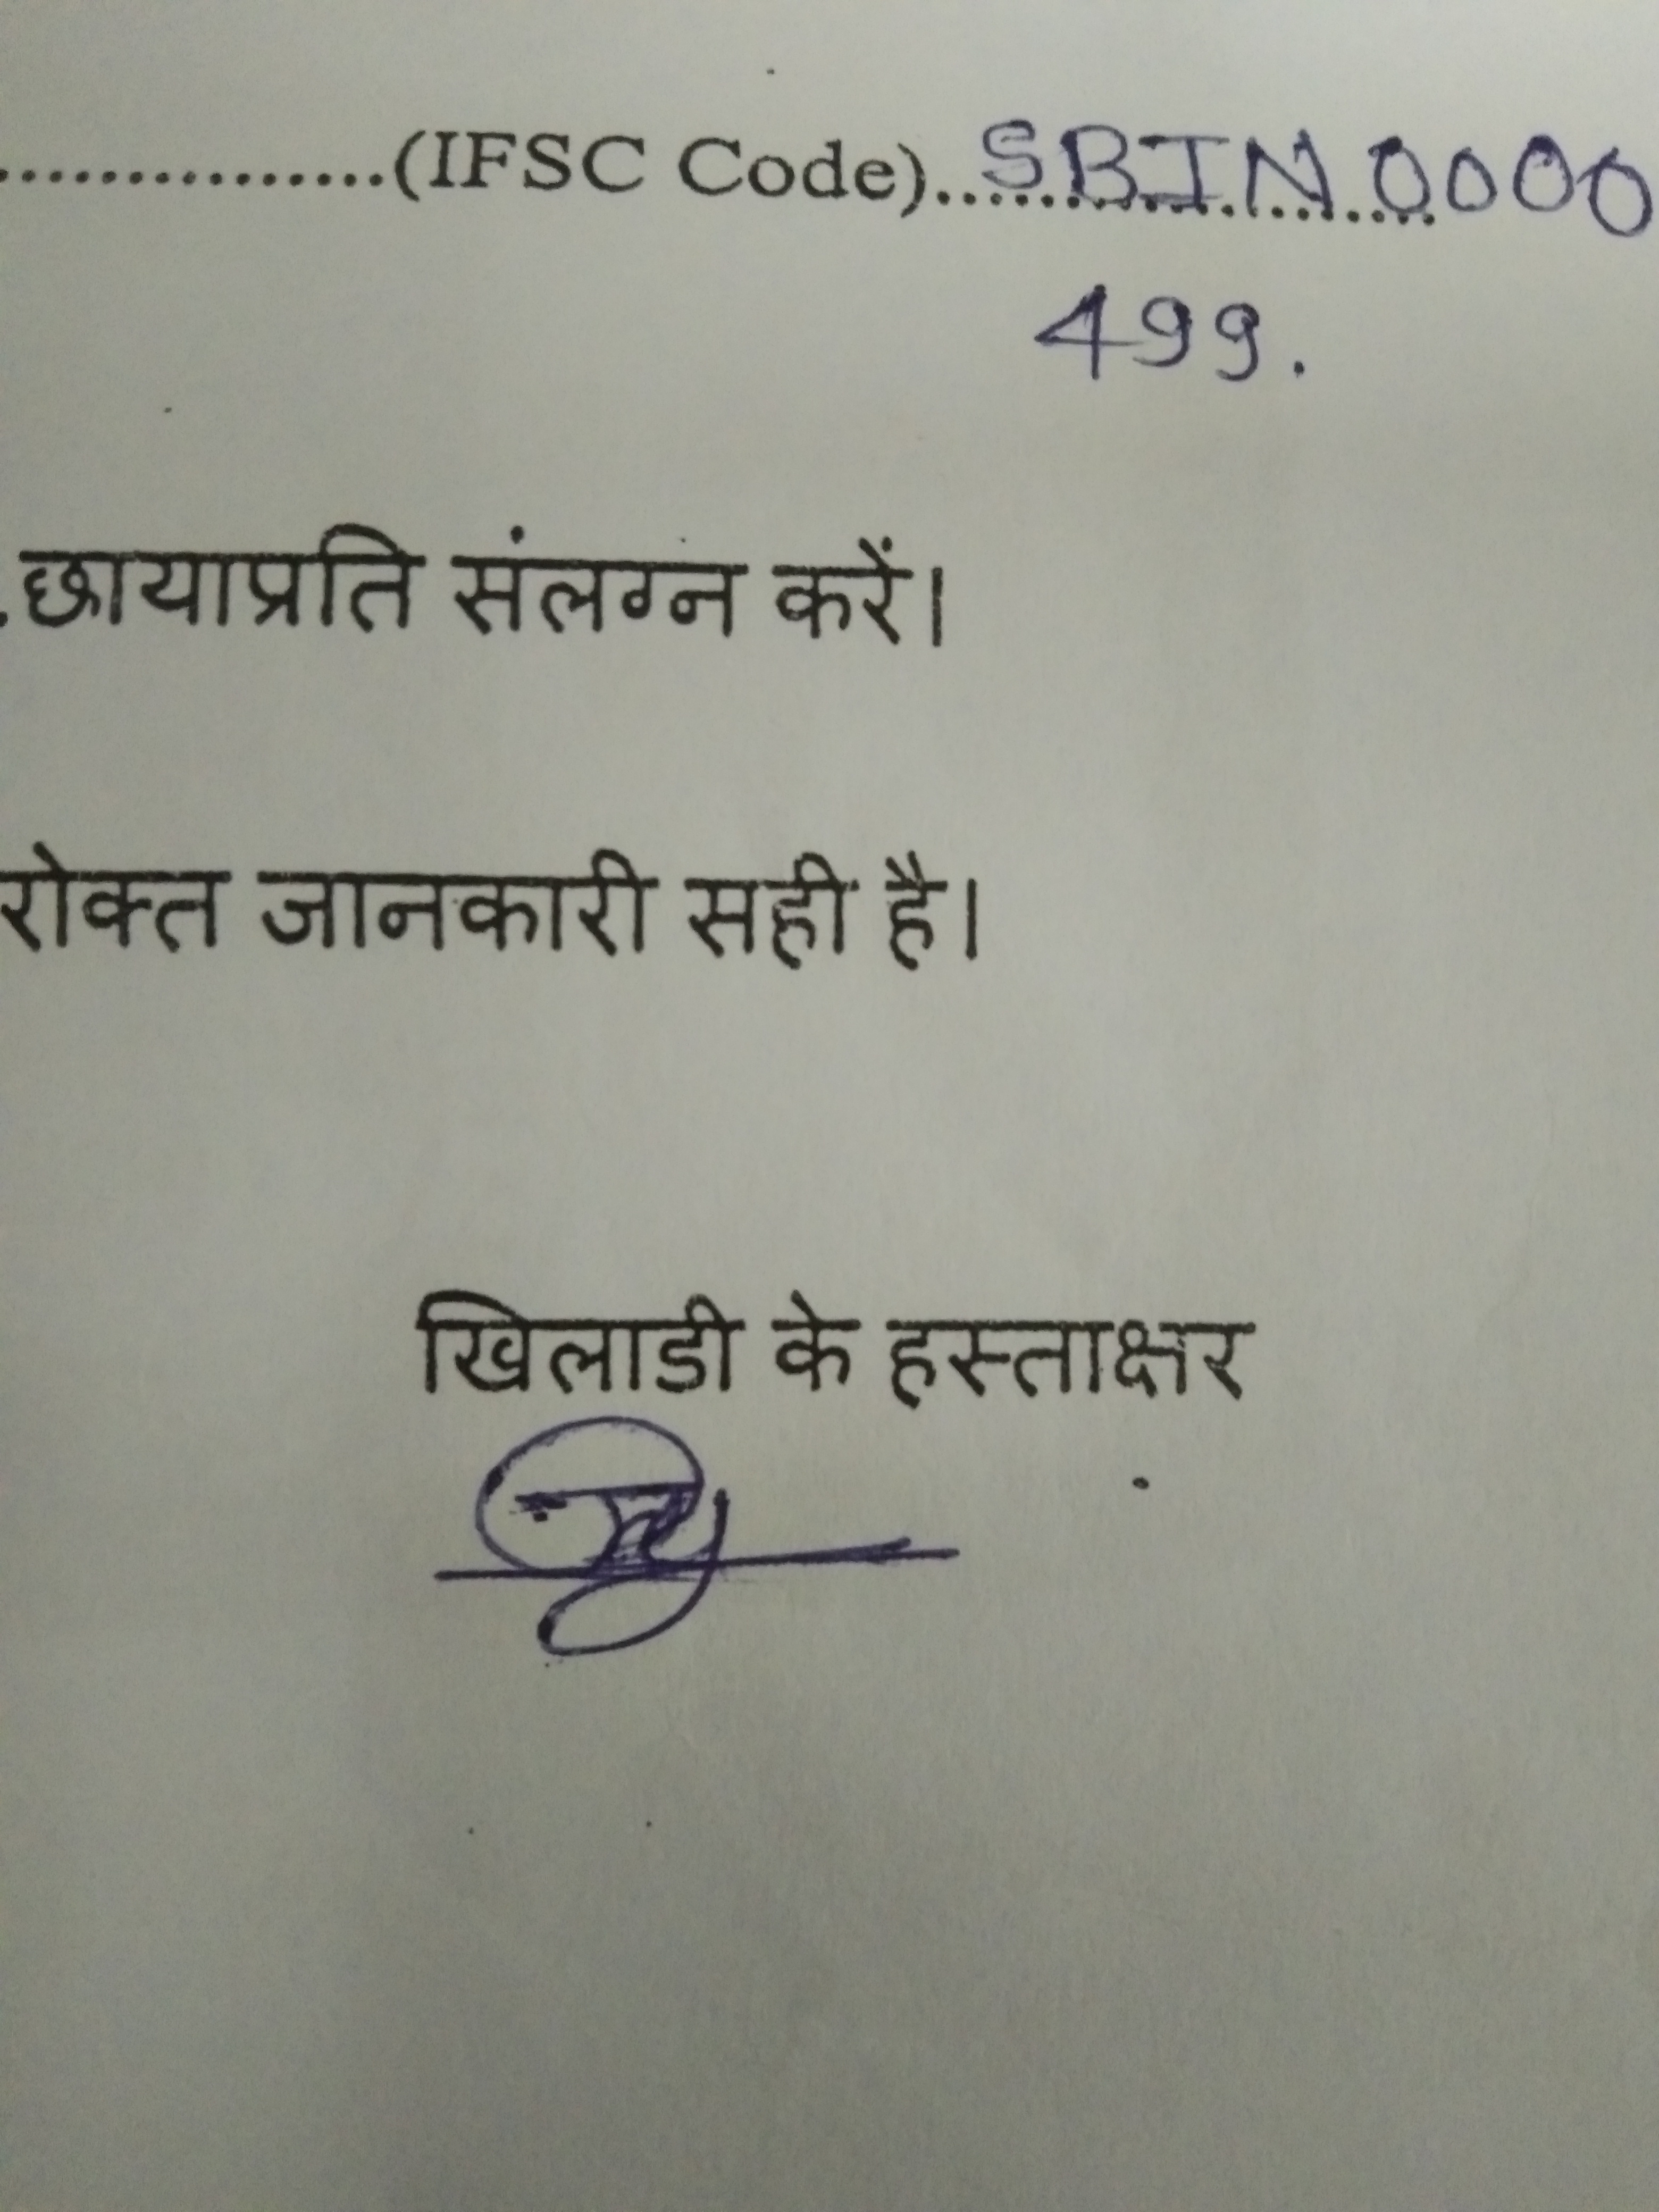 ...............(IFSC Code)..SBIN0000
499.
.छायाप्रति संलग्न करें।
रोक्त जानकारी सही है।
खिलाडी के हस्ताक्षर